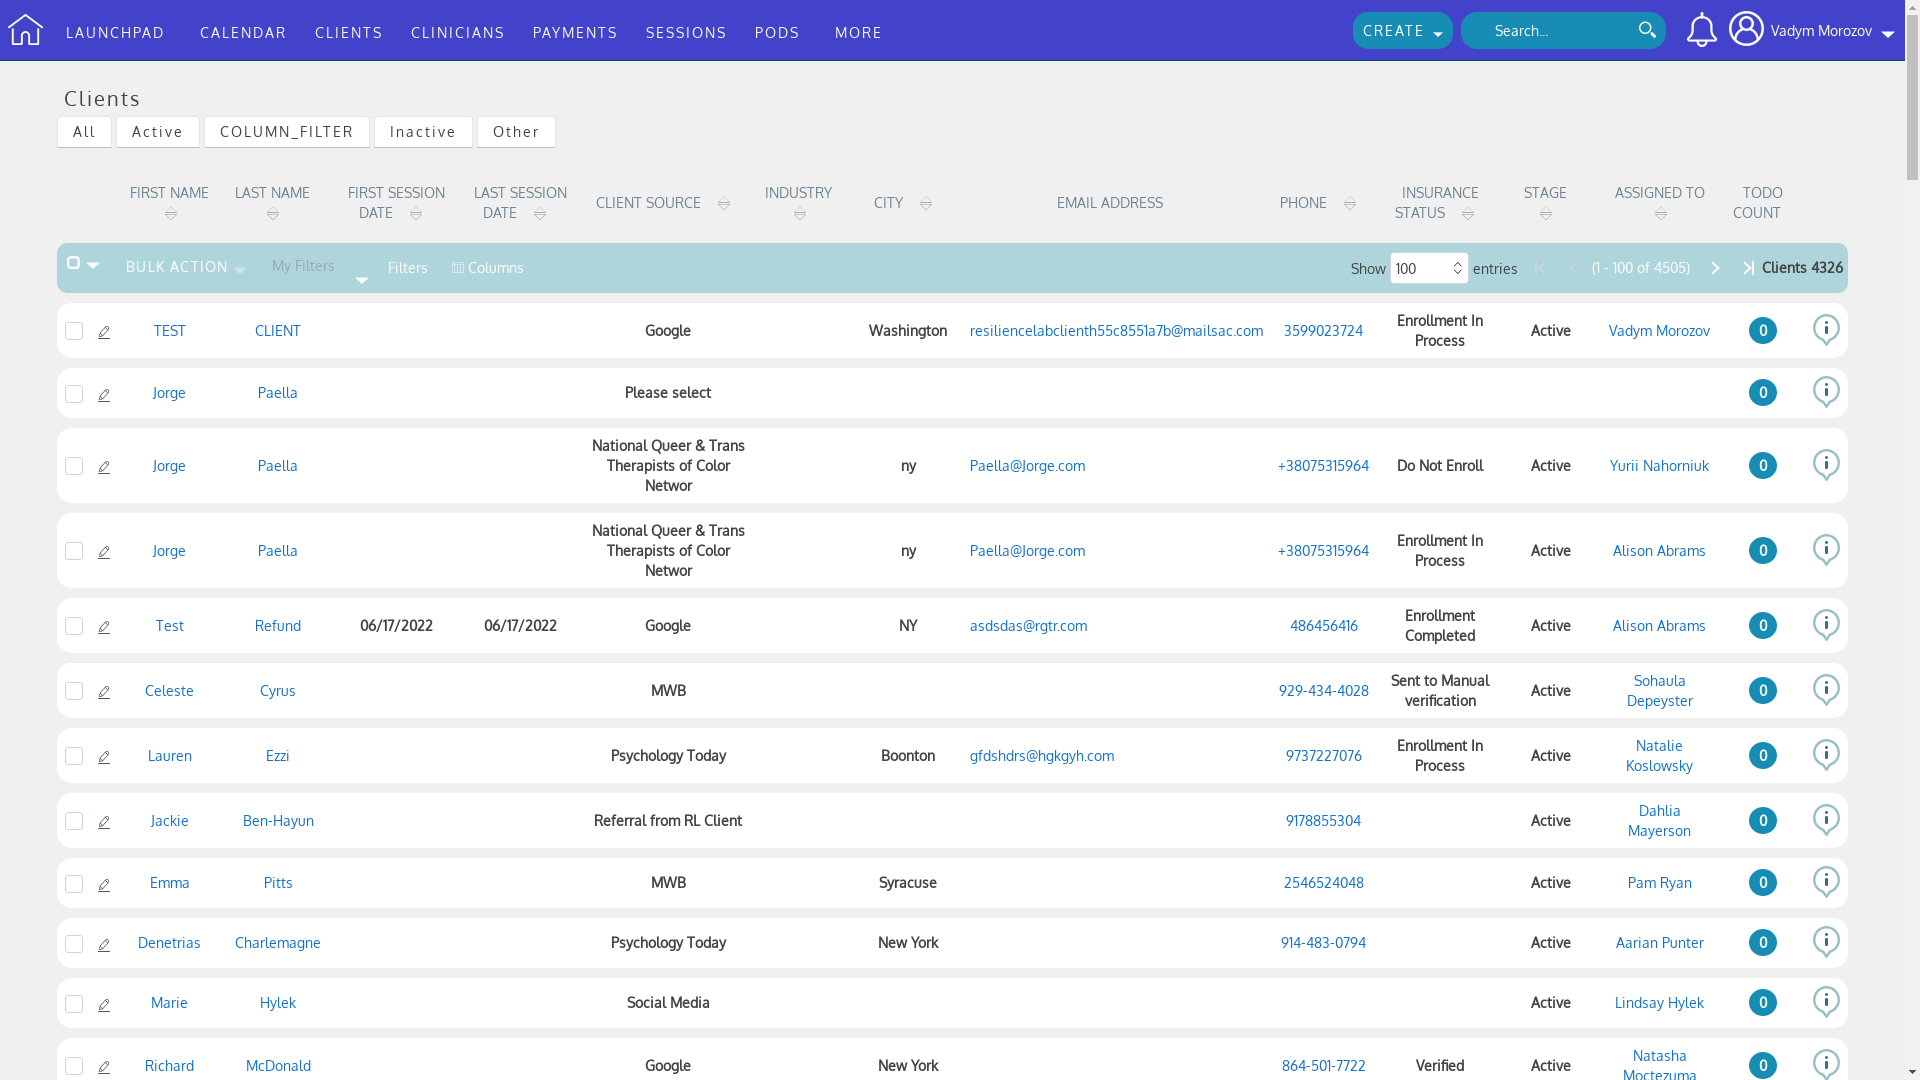 LAUNCHPAD CALENDAR CLIENTS CLINICIANS PAYMENTS SESSIONS PODS MORE CREATE Search... Vadym Morozov
Clients
All Active COLUMN_FILTER Inactive Other
FIRST NAME LAST NAME FIRST SESSION DATE LAST SESSION DATE CLIENT SOURCE INDUSTRY CITY EMAIL ADDRESS PHONE INSURANCE STATUS STAGE ASSIGNED TO TODO COUNT
BULK ACTION My Filters Filters Columns Show 100 entries (1 - 100 of 4505) Clients 4326
TEST CLIENT Google Washington resiliencelabclienth55c8551a7b@mailsac.com 3599023724 Enrollment In Process Active Vadym Morozov 0
Jorge Paella Please select 0
Jorge Paella National Queer & Trans Therapists of Color Networ ny Paella@Jorge.com +38075315964 Do Not Enroll Active Yurii Nahorniuk 0
Jorge Paella National Queer & Trans Therapists of Color Networ ny Paella@Jorge.com +38075315964 Enrollment In Process Active Alison Abrams 0
Test Refund 06/17/2022 06/17/2022 Google NY asdsdas@rgtr.com 486456416 Enrollment Completed Active Alison Abrams 0
Celeste Cyrus MWB 929-434-4028 Sent to Manual verification Active Sohaula Depeyster 0
Lauren Ezzi Psychology Today Boonton gfdshdrs@hgkgyh.com 9737227076 Enrollment In Process Active Natalie Koslowsky 0
Jackie Ben-Hayun Referral from RL Client 9178855304 Active Dahlia Mayerson 0
Emma Pitts MWB Syracuse 2546524048 Active Pam Ryan 0
Denetrias Charlemagne Psychology Today New York 914-483-0794 Active Aarian Punter 0
Marie Hylek Social Media Active Lindsay Hylek 0
Richard McDonald Google New York 864-501-7722 Verified Active Natasha Moctezuma 0